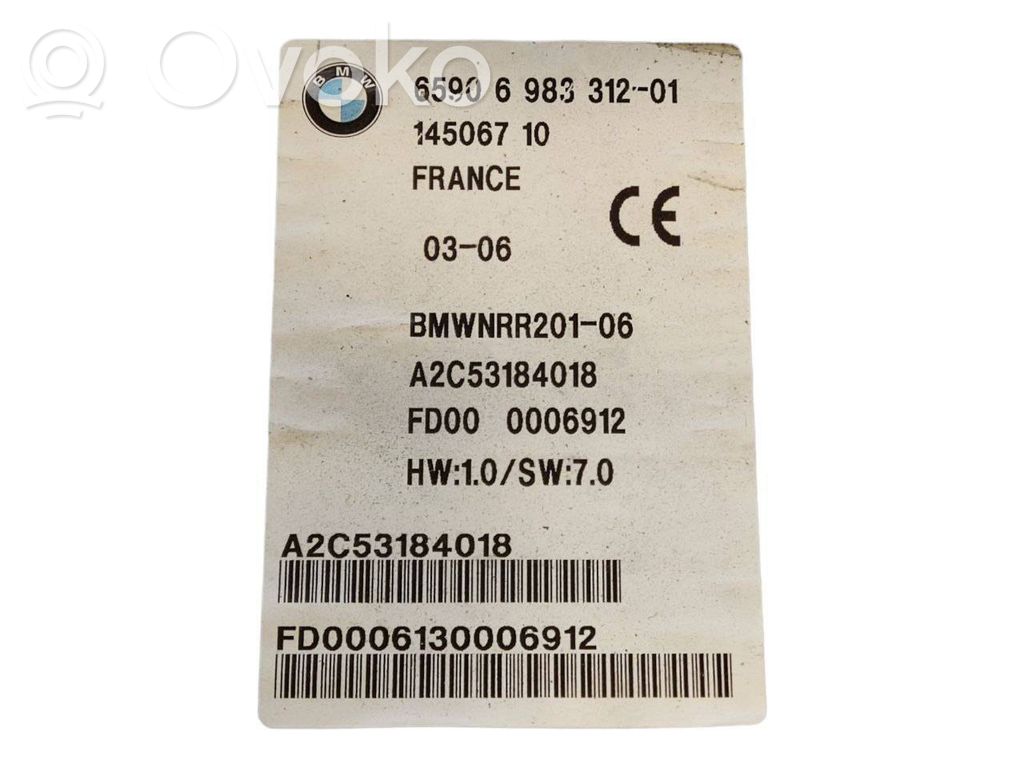 Ovoko
BMW
6590 6 983 312-01
145067 10
FRANCE
CE
03-06
BMWNRR201-06
A2C53184018
FD00 0006912
HW:1.0/SW:7.0
A2C53184018
FD0006130006912